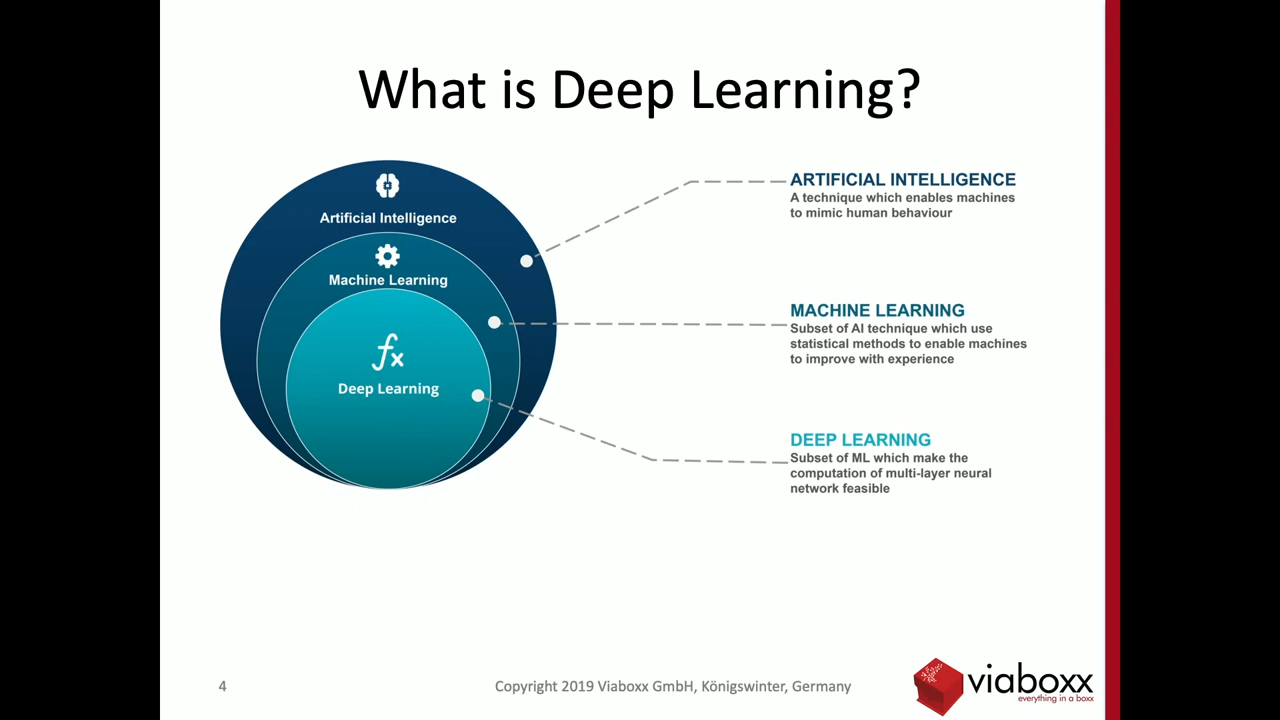 What is Deep Learning?
Artificial Intelligence
Machine Learning
fx
Deep Learning
ARTIFICIAL INTELLIGENCE
A technique which enables machines
to mimic human behaviour
MACHINE LEARNING
Subset of AI technique which use
statistical methods to enable machines
to improve with experience
DEEP LEARNING
Subset of ML which make the
computation of multi-layer neural
network feasible
4
Copyright 2019 Viaboxx GmbH, Königswinter, Germany
viaboxx
everything in a boxx